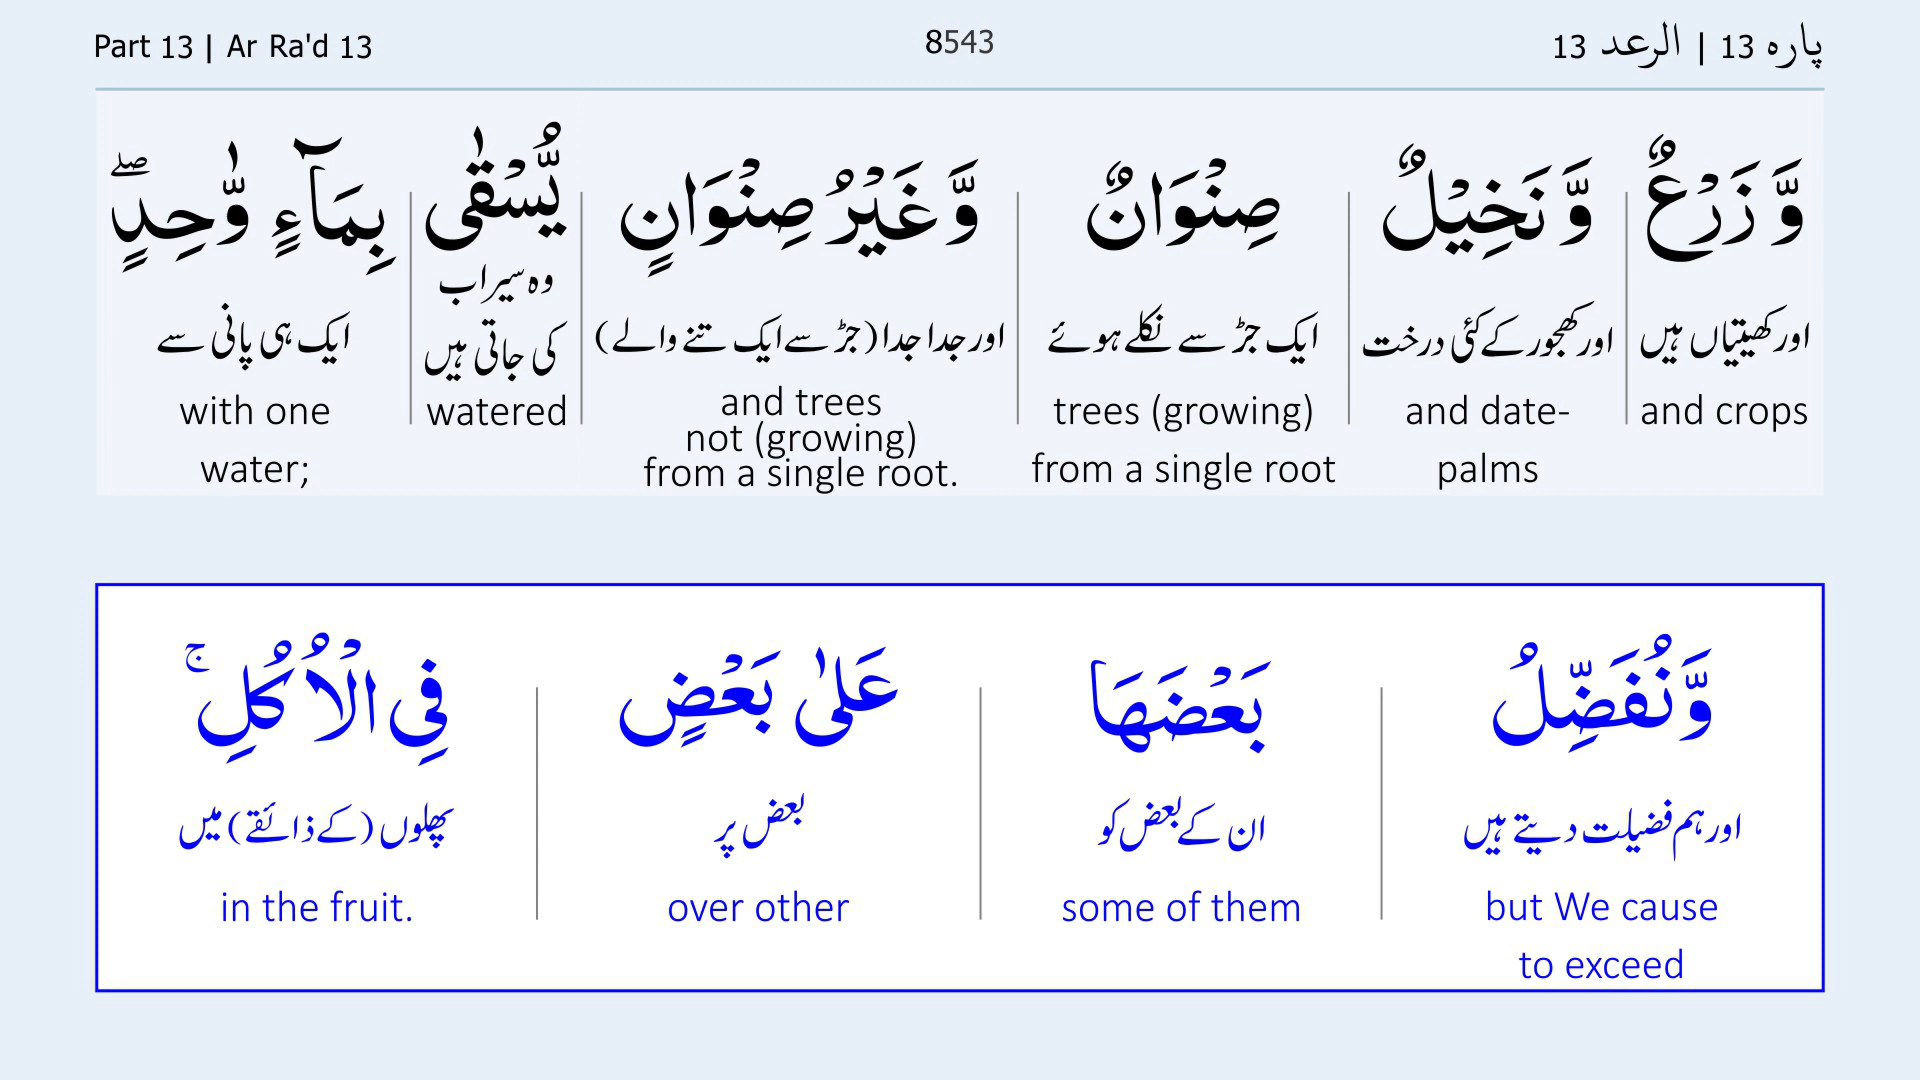 Part 13 | Ar Ra'd 13
8543
پارہ 13 | الرعد 13
وَّ زَرْعٌ وَّ نَخِيْلٌ صِنْوَانٌ وَّ غَيْرُ صِنْوَانٍ يُّسْقٰى بِمَآءٍ وَّاحِدٍ ۖ
اور کھیتیاں ہیں اور کھجور کے کئی درخت ایک جڑ سے نکلے ہوئے اور جدا جدا (جڑ سے ایک تنے والے) وہ سیراب کی جاتی ہیں ایک ہی پانی سے
and crops
and date-
palms
trees (growing)
from a single root
and trees
not (growing)
from a single root.
watered
with one
water;
وَّنُفَضِّلُ بَعْضَهَا عَلٰى بَعْضٍ فِي الْاُكُلِ ۚ
اور ہم فضیلت دیتے ہیں ان کے بعض کو بعض پر پھلوں (کے ذائقے) میں
but We cause
to exceed
some of them
over other
in the fruit.